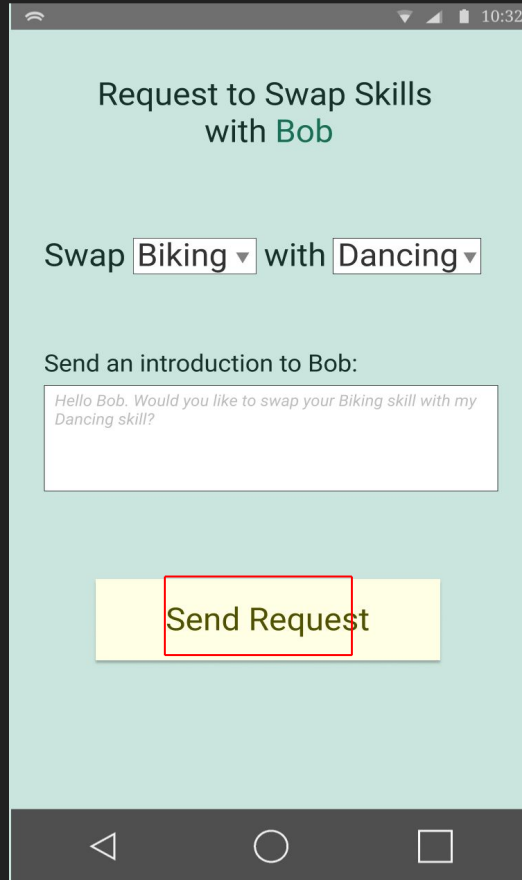 10:32
Request to Swap Skills
with Bob
Swap Biking with Dancing
Send an introduction to Bob:
Hello Bob. Would you like to swap your Biking skill with my
Dancing skill?
Send Request